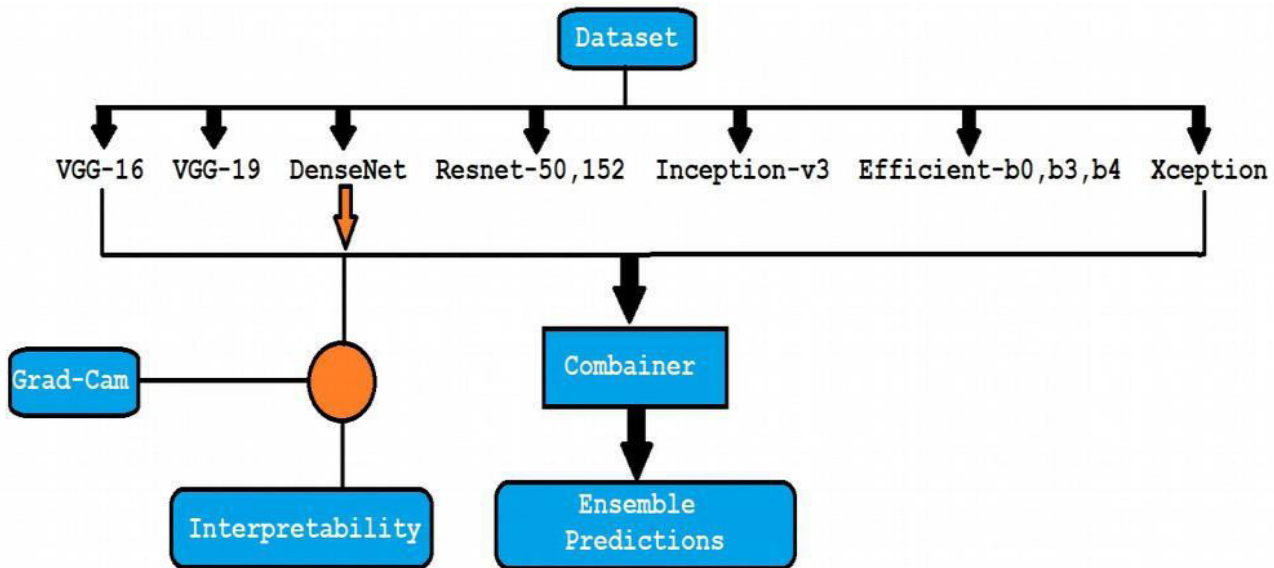 Dataset
VGG-16 VGG-19 DenseNet Resnet-50,152 Inception-v3 Efficient-b0,b3,b4 Xception
Grad-Cam
Combainer
Interpretability
Ensemble
Predictions